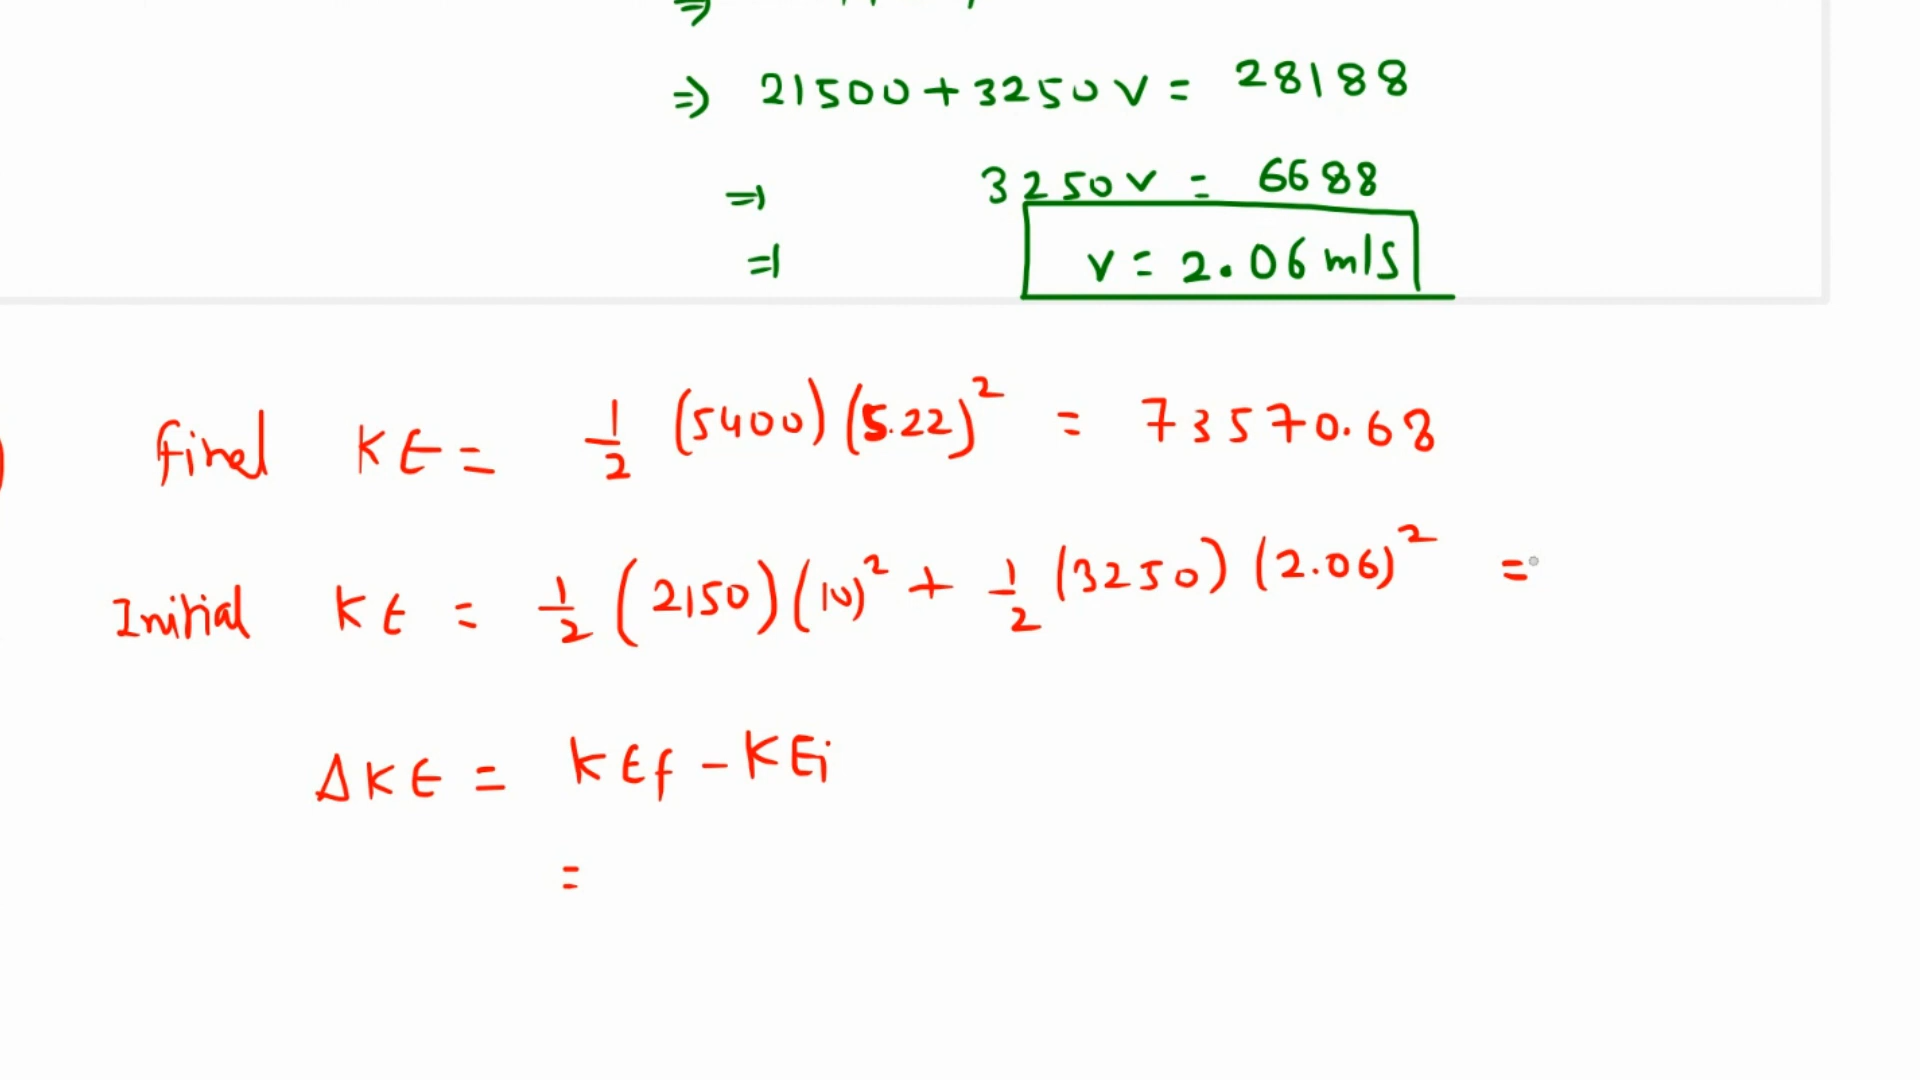 ⇒ 21500 + 3250 V = 28188
⇒ 3250 V = 6688
⇒ V = 2.06 m/s
Final KE = 1/2 (5400) (5.22)² = 73570.68
Initial KE = 1/2 (2150) (10)² + 1/2 (3250) (2.06)² =
ΔKE = KEf - KEi
=